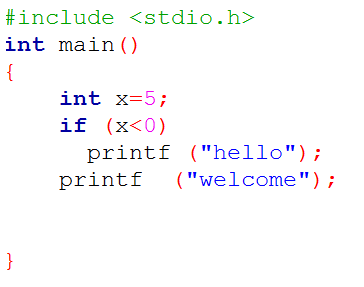 #include <stdio.h>
int main()
{
    int x=5;
    if (x<0)
      printf ("hello");
    printf  ("welcome");
}